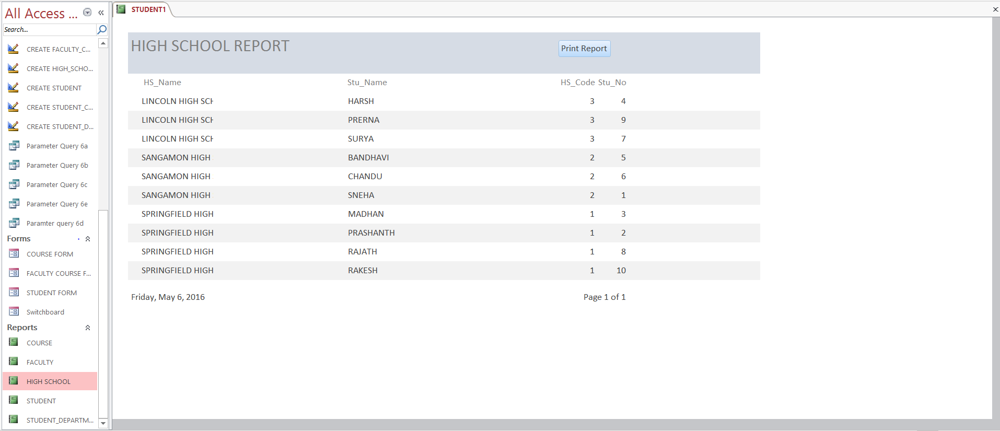 All Access ...
Search...
CREATE FACULTY_C...
CREATE HIGH_SCHO...
CREATE STUDENT
CREATE STUDENT_C...
CREATE STUDENT_D...
Parameter Query 6a
Parameter Query 6b
Parameter Query 6c
Parameter Query 6e
Paramter query 6d
Forms
COURSE FORM
FACULTY COURSE F...
STUDENT FORM
Switchboard
Reports
COURSE
FACULTY
HIGH SCHOOL
STUDENT
STUDENT_DEPARTM...
STUDENT1
HIGH SCHOOL REPORT
Print Report
HS_Name Stu_Name HS_Code Stu_No
LINCOLN HIGH SCH HARSH 3 4
LINCOLN HIGH SCH PRERNA 3 9
LINCOLN HIGH SCH SURYA 3 7
SANGAMON HIGH BANDHAVI 2 5
SANGAMON HIGH CHANDU 2 6
SANGAMON HIGH SNEHA 2 1
SPRINGFIELD HIGH MADHAN 1 3
SPRINGFIELD HIGH PRASHANTH 1 2
SPRINGFIELD HIGH RAJATH 1 8
SPRINGFIELD HIGH RAKESH 1 10
Friday, May 6, 2016 Page 1 of 1